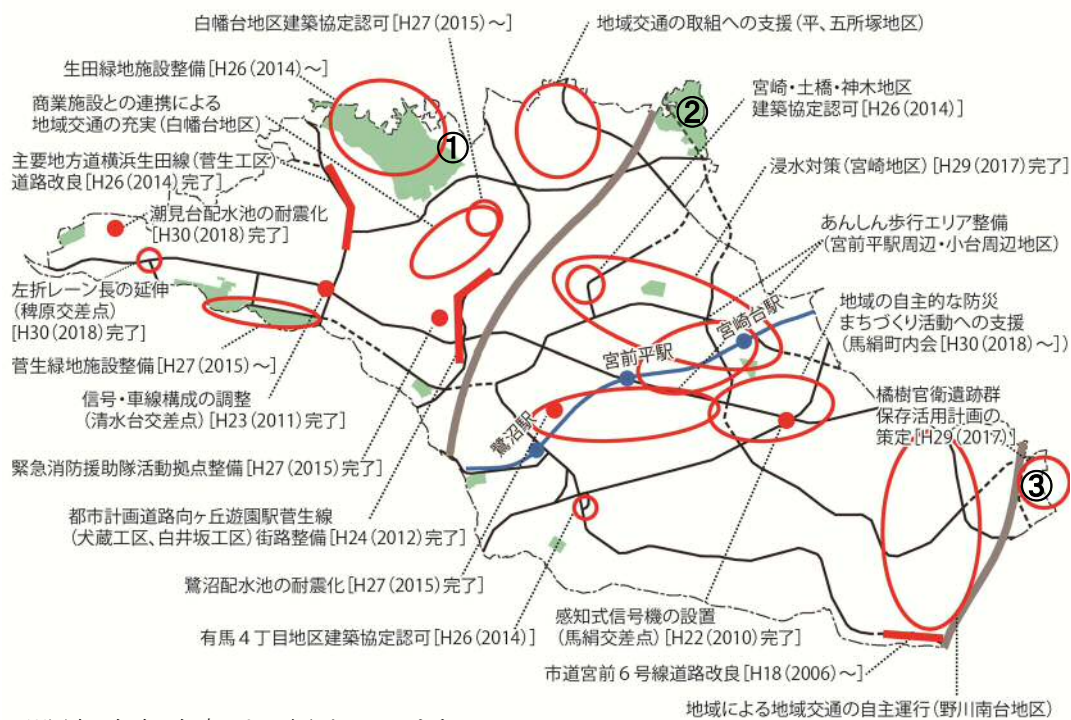 白幡台地区建築協定認可[H27(2015)～]
地域交通の取組への支援(平、五所塚地区)
生田緑地施設整備[H26(2014)～]
商業施設との連携による
地域交通の充実(白幡台地区)
主要地方道横浜生田線(菅生工区)
道路改良[H26(2014)完了]
潮見台配水池の耐震化
[H30(2018)完了]
左折レーン長の延伸
(稗原交差点)
[H30(2018)完了]
菅生緑地施設整備[H27(2015)～]
信号・車線構成の調整
(清水台交差点)[H23(2011)完了]
緊急消防援助隊活動拠点整備[H27(2015)完了]
都市計画道路向ヶ丘遊園駅菅生線
(犬蔵工区、白井坂工区)街路整備[H24(2012)完了]
鷺沼配水池の耐震化[H27(2015)完了]
有馬4丁目地区建築協定認可[H26(2014)]
①
②
③
宮崎・土橋・神木地区
建築協定認可[H26(2014)]
浸水対策(宮崎地区)[H29(2017)完了]
あんしん歩行エリア整備
(宮前平駅周辺・小台周辺地区)
地域の自主的な防災
まちづくり活動への支援
(馬絹町内会[H30(2018)～])
橘樹官衙遺跡群
保存活用計画の
策定[H29(2017)]
宮崎台駅
宮前平駅
鷺沼駅
感知式信号機の設置
(馬絹交差点)[H22(2010)完了]
市道宮前6号線道路改良[H18(2006)～]
地域による地域交通の自主運行(野川南台地区)